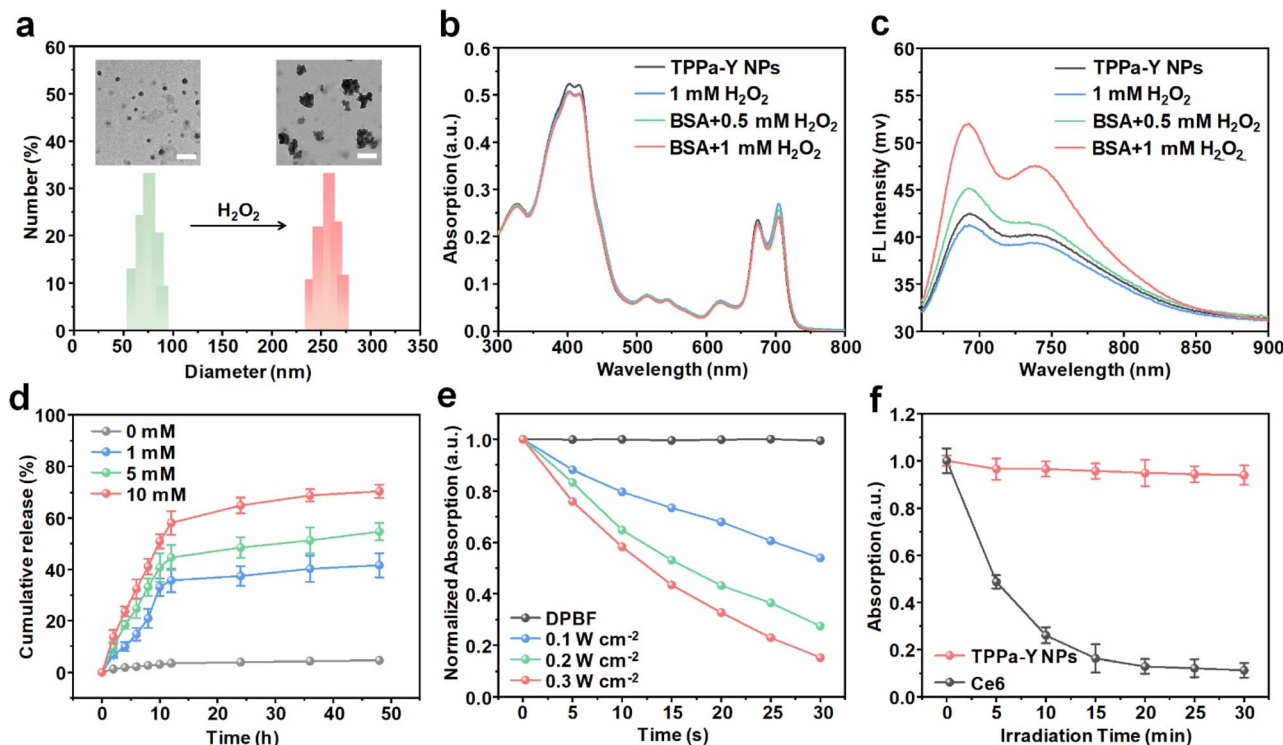 a
Number (%)
60
50
40
30
20
10
0
H₂O₂
0 50 100 150 200 250 300 350
Diameter (nm)
b
Absorption (a.u.)
0.6
0.5
0.4
0.3
0.2
0.1
0.0
TPPa-Y NPs
1 mM H₂O₂
BSA+0.5 mM H₂O₂
BSA+1 mM H₂O₂
300 400 500 600 700 800
Wavelength (nm)
c
FL Intensity (mv)
60
55
50
45
40
35
30
TPPa-Y NPs
1 mM H₂O₂
BSA+0.5 mM H₂O₂
BSA+1 mM H₂O₂
700 750 800 850 900
Wavelength (nm)
d
Cumulative release (%)
100
80
60
40
20
0
0 mM
1 mM
5 mM
10 mM
0 10 20 30 40 50
Time (h)
e
Normalized Absorption (a.u.)
1.0
0.8
0.6
0.4
0.2
0.0
DPBF
0.1 W cm⁻²
0.2 W cm⁻²
0.3 W cm⁻²
0 5 10 15 20 25 30
Time (s)
f
Absorption (a.u.)
1.2
1.0
0.8
0.6
0.4
0.2
0.0
TPPa-Y NPs
Ce6
0 5 10 15 20 25 30
Irradiation Time (min)